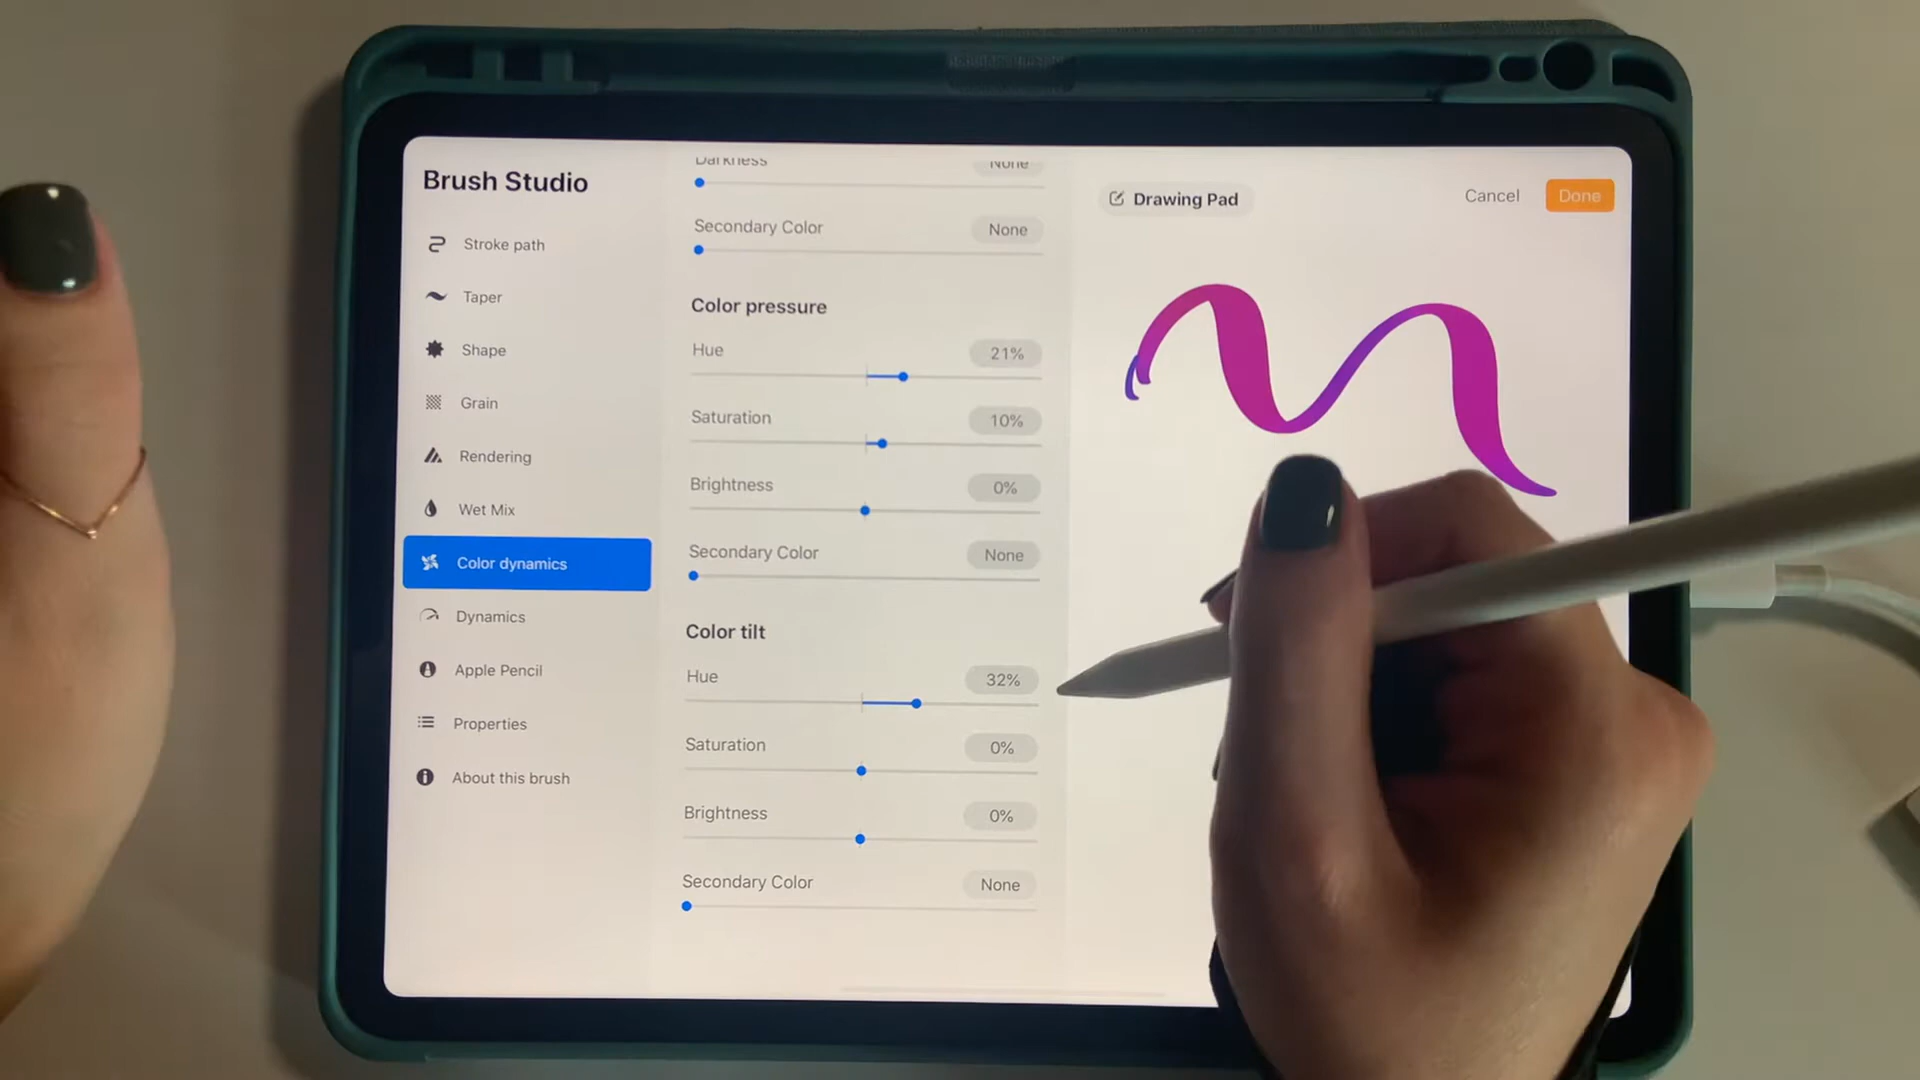 Brush Studio
Stroke path
Taper
Shape
Grain
Rendering
Wet Mix
Color dynamics
Dynamics
Apple Pencil
Properties
About this brush
Darkness None
Secondary Color None
Color pressure
Hue 21%
Saturation 10%
Brightness 0%
Secondary Color None
Color tilt
Hue 32%
Saturation 0%
Brightness 0%
Secondary Color None
Drawing Pad
Cancel
Done